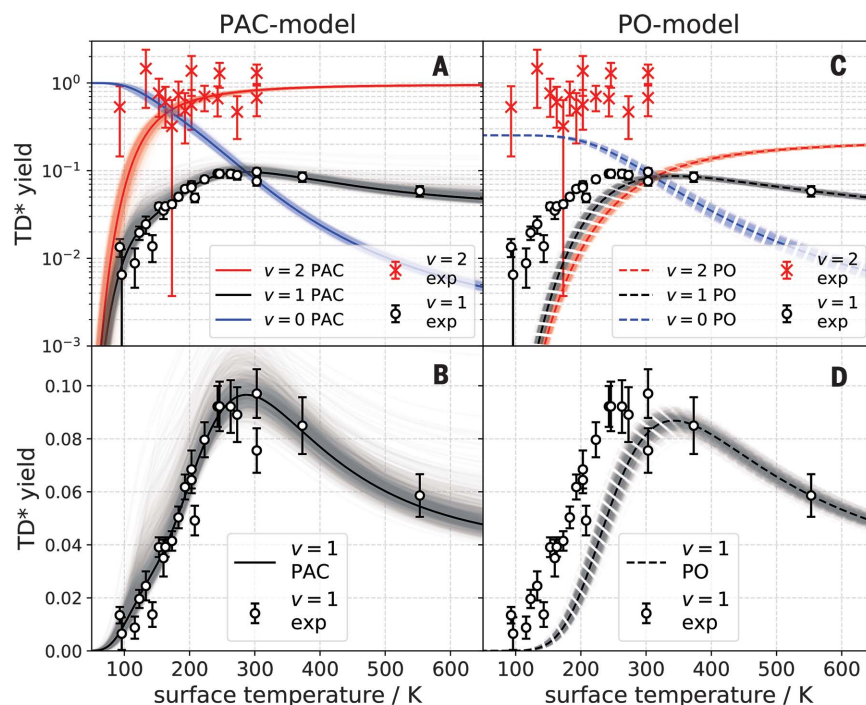 PAC-model PO-model
A
C
10^0
10^-1
10^-2
10^-3
TD* yield
v = 2 PAC
v = 1 PAC
v = 0 PAC
v = 2
exp
v = 1
exp
v = 2 PO
v = 1 PO
v = 0 PO
v = 2
exp
v = 1
exp
B
D
0.10
0.08
0.06
0.04
0.02
0.00
TD* yield
v = 1
PAC
v = 1
exp
v = 1
PO
v = 1
exp
100 200 300 400 500 600 100 200 300 400 500 600
surface temperature / K surface temperature / K